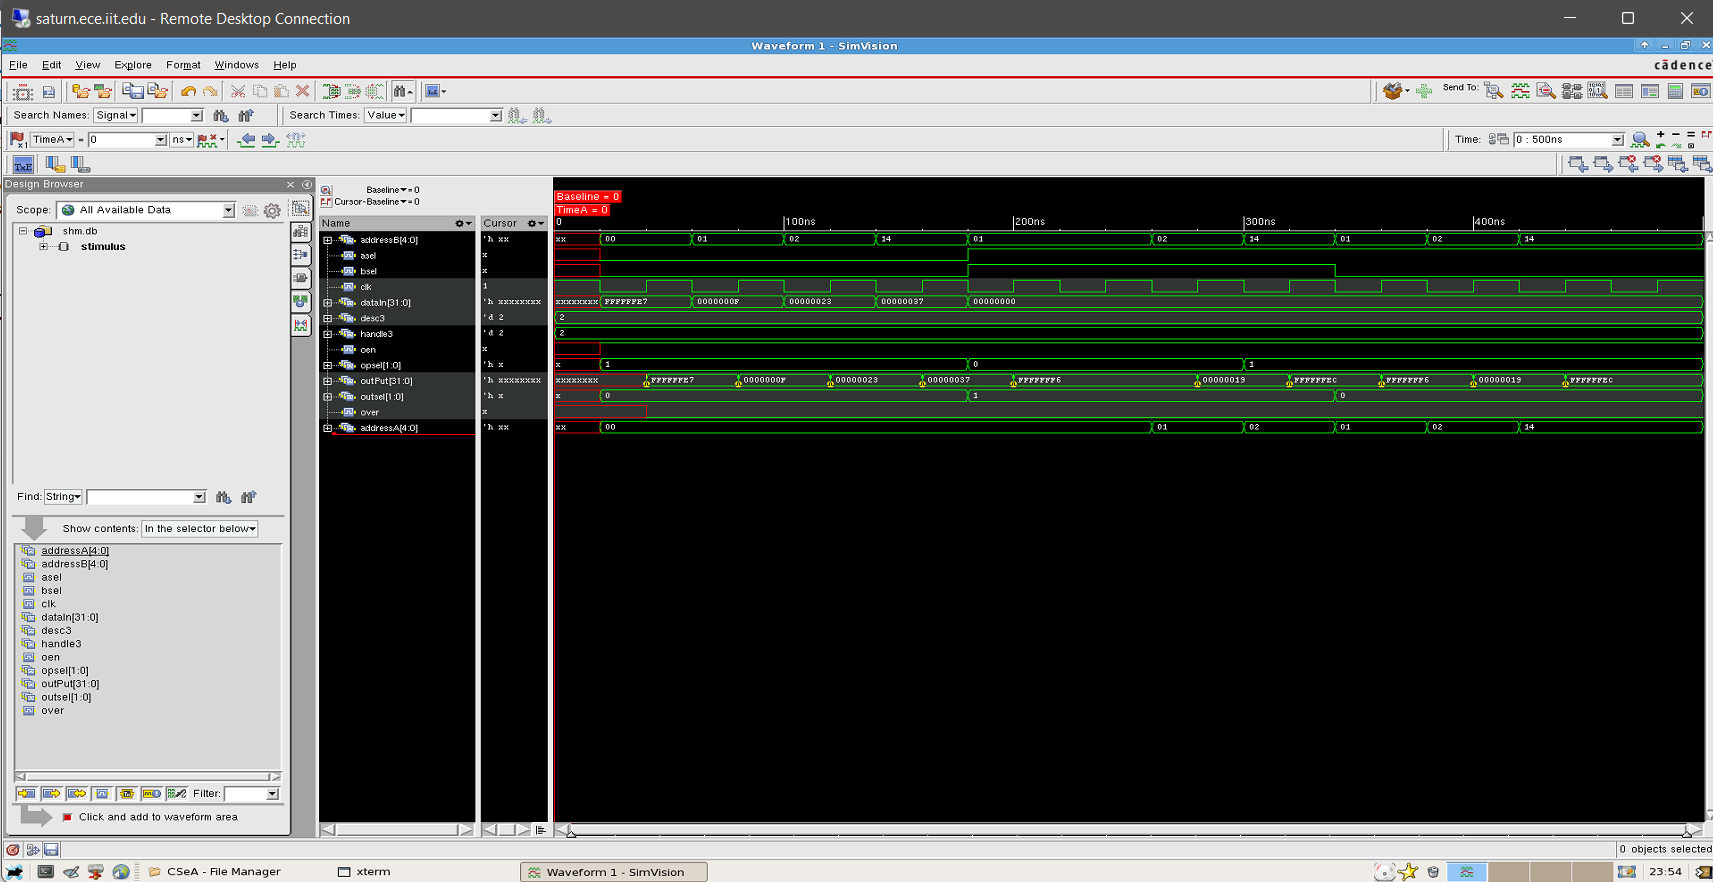 saturn.ece.iit.edu - Remote Desktop Connection
Waveform 1 - SimVision
File Edit View Explore Format Windows Help
cādence
Send To:
Search Names: Signal Search Times: Value
TimeA = 0 ns Time: 0 : 500ns
TxE
Design Browser
Scope: All Available Data
shm.db
stimulus
Find: String
Show contents: In the selector below
addressA[4:0]
addressB[4:0]
asel
bsel
clk
dataIn[31:0]
desc3
handle3
oen
opsel[1:0]
outPut[31:0]
outsel[1:0]
over
Filter:
Click and add to waveform area
Baseline = 0
Cursor-Baseline = 0
Name Cursor
Baseline = 0
TimeA = 0
0 100ns 200ns 300ns 400ns
addressB[4:0] 'h xx xx 00 01 02 14 01 02 14 01 02 14
asel x
bsel x
clk 1
dataIn[31:0] 'h xxxxxxxx xxxxxxxx FFFFFFE7 0000000F 00000023 00000037 00000000
desc3 'd 2 2
handle3 'd 2 2
oen x
opsel[1:0] 'h x x 1 0 1
outPut[31:0] 'h xxxxxxxx xxxxxxxx FFFFFFE7 0000000F 00000023 00000037 FFFFFFF6 00000019 FFFFFFEC FFFFFFF6 00000019 FFFFFFEC
outsel[1:0] 'h x x 0 1 0
over x
addressA[4:0] 'h xx xx 00 01 02 01 02 14
0 objects selected
CSeA - File Manager xterm Waveform 1 - SimVision 23:54